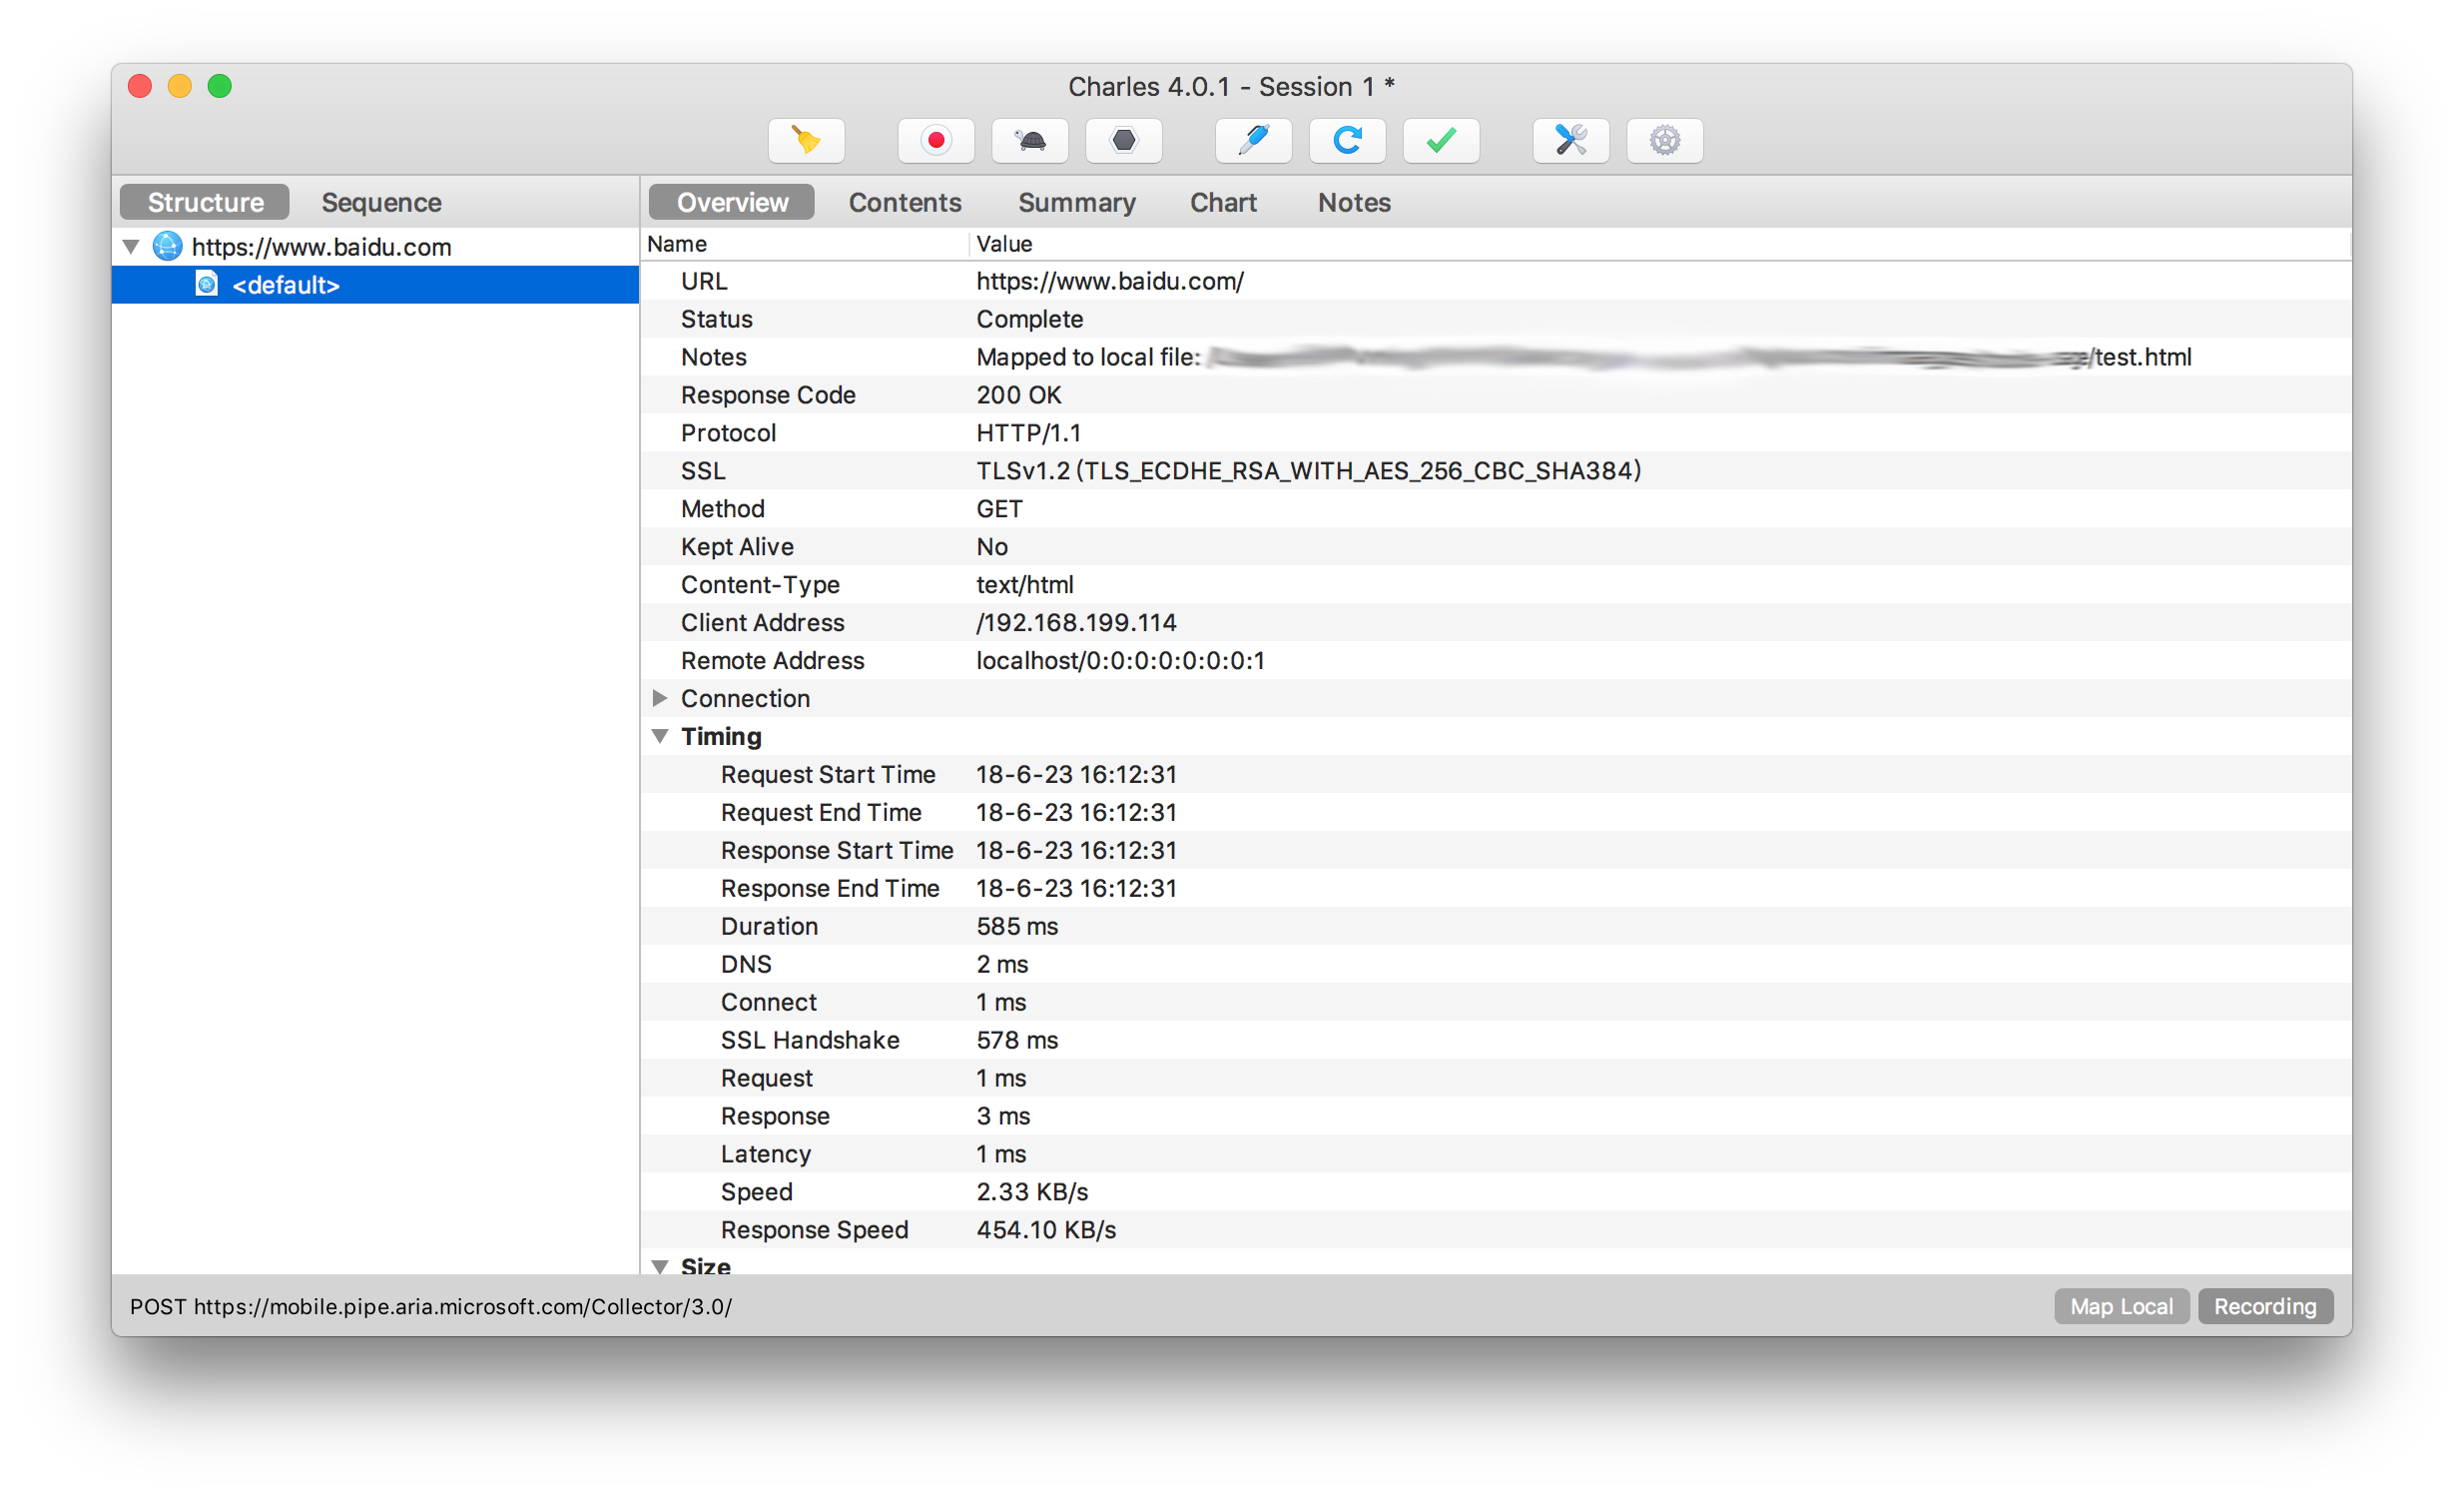 Charles 4.0.1 - Session 1 *
Structure Sequence
Overview Contents Summary Chart Notes
https://www.baidu.com
<default>
Name Value
URL https://www.baidu.com/
Status Complete
Notes Mapped to local file: /test.html
Response Code 200 OK
Protocol HTTP/1.1
SSL TLSv1.2 (TLS_ECDHE_RSA_WITH_AES_256_CBC_SHA384)
Method GET
Kept Alive No
Content-Type text/html
Client Address /192.168.199.114
Remote Address localhost/0:0:0:0:0:0:0:1
Connection
Timing
Request Start Time 18-6-23 16:12:31
Request End Time 18-6-23 16:12:31
Response Start Time 18-6-23 16:12:31
Response End Time 18-6-23 16:12:31
Duration 585 ms
DNS 2 ms
Connect 1 ms
SSL Handshake 578 ms
Request 1 ms
Response 3 ms
Latency 1 ms
Speed 2.33 KB/s
Response Speed 454.10 KB/s
Size
POST https://mobile.pipe.aria.microsoft.com/Collector/3.0/
Map Local Recording